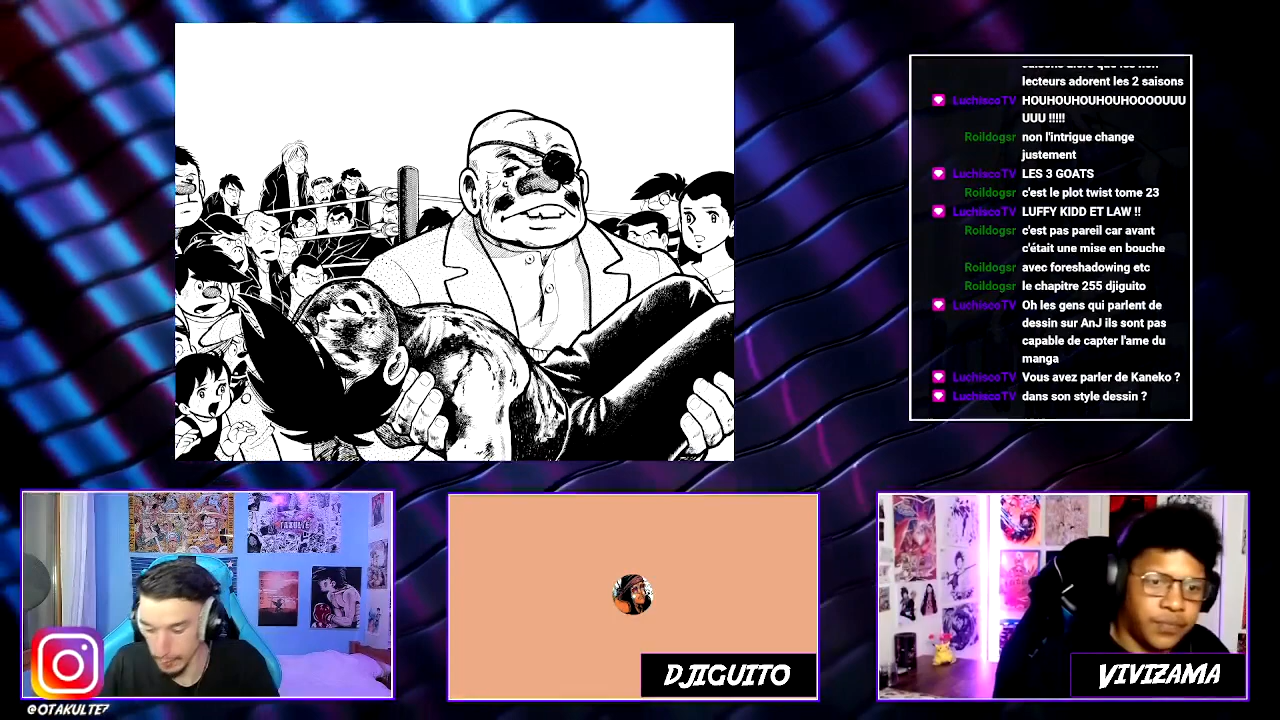 lecteurs adorent les 2 saisons
LuchiscoTV HOUHOUHOUHOUHOOOOUUU
UUU !!!!!
Roildogsr non l'intrigue change
justement
LuchiscoTV LES 3 GOATS
Roildogsr c'est le plot twist tome 23
LuchiscoTV LUFFY KIDD ET LAW !!
Roildogsr c'est pas pareil car avant
c'était une mise en bouche
Roildogsr avec foreshadowing etc
Roildogsr le chapitre 255 djiguito
LuchiscoTV Oh les gens qui parlent de
dessin sur AnJ ils sont pas
capable de capter l'ame du
manga
LuchiscoTV Vous avez parler de Kaneko ?
LuchiscoTV dans son style dessin ?
DJIGUITO
VIVIZAMA
@OTAKULTE7